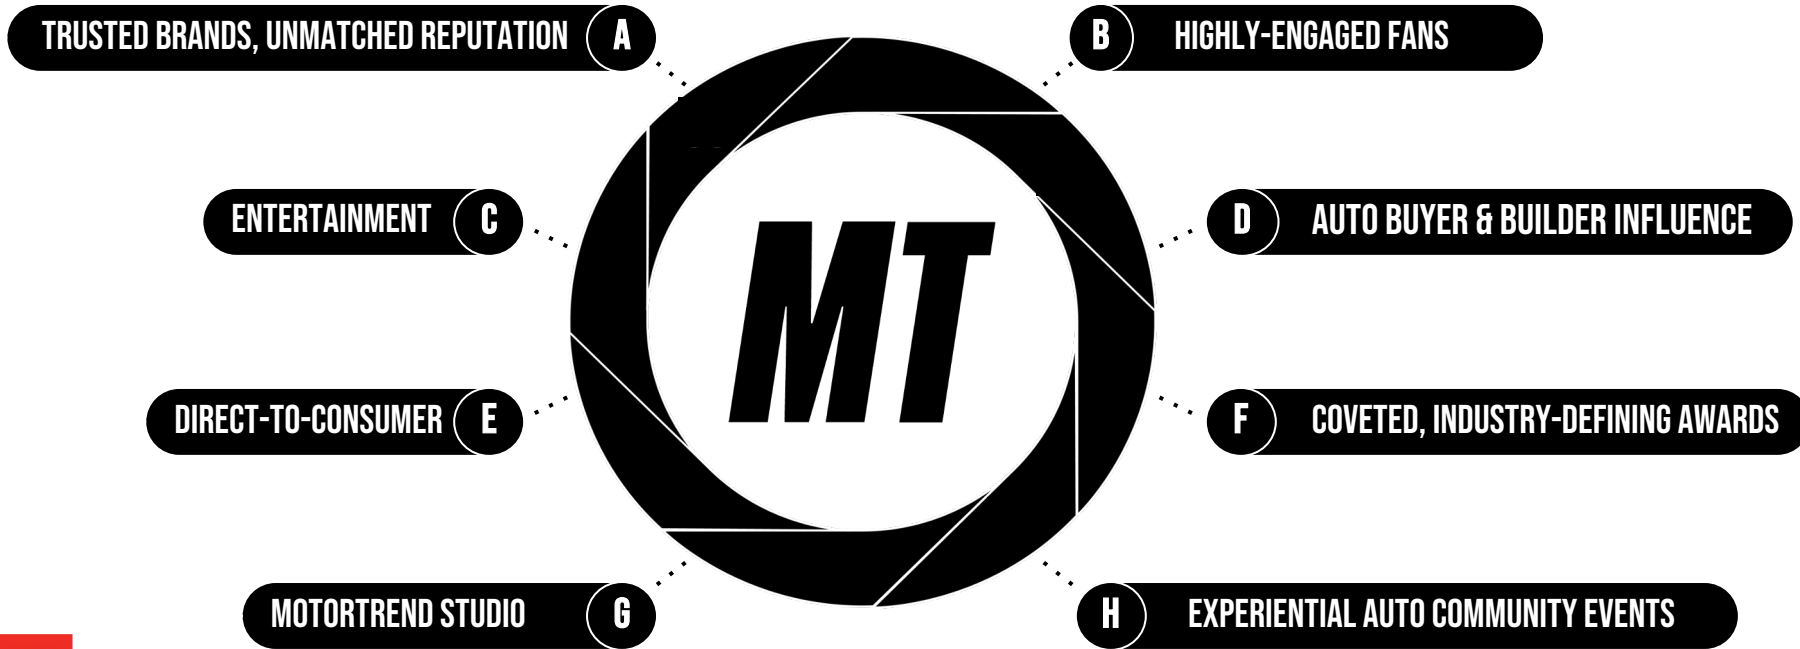 TRUSTED BRANDS, UNMATCHED REPUTATION A
B HIGHLY-ENGAGED FANS
ENTERTAINMENT C
D AUTO BUYER & BUILDER INFLUENCE
MT
DIRECT-TO-CONSUMER E
F COVETED, INDUSTRY-DEFINING AWARDS
MOTORTREND STUDIO G
H EXPERIENTIAL AUTO COMMUNITY EVENTS